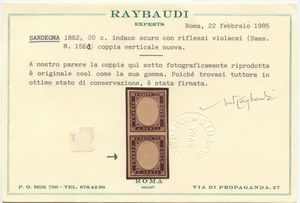 RAYBAUDI
EXPERTS
Roma, 22 febbraio 1985
SARDEGNA 1862, 20 c. indaco scuro con riflessi violacei (Sass.
N. 15E) coppia verticale nuova.
A nostro parere la coppia qui sotto fotograficamente riprodotta
è originale così come la sua gomma. Poiché trovasi tuttora in
ottimo stato di conservazione, è stata firmata.
ROMA
P. O. BOX 750 - TEL. 678.42.96
VIA DI PROPAGANDA, 27